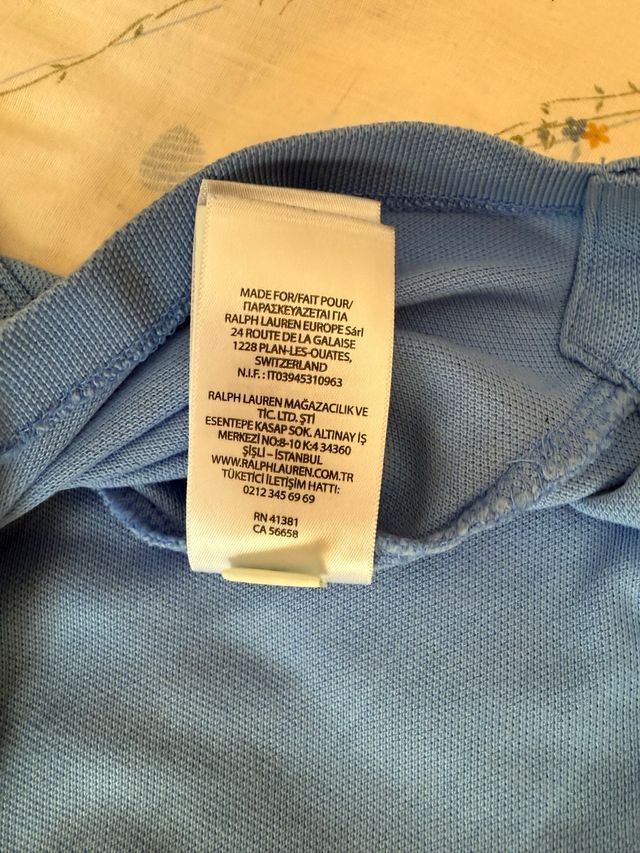 MADE FOR/FAIT POUR/
ΠΑΡΑΣΚΕΥΑΖΕΤΑΙ ΓΙΑ
RALPH LAUREN EUROPE Sárl
24 ROUTE DE LA GALAISE
1228 PLAN-LES-OUATES,
SWITZERLAND
N.I.F. : IT03945310963
RALPH LAUREN MAĞAZACILIK VE
TİC. LTD. ŞTİ
ESENTEPE KASAP SOK. ALTINAY İŞ
MERKEZİ NO:8-10 K:4 34360
ŞİŞLİ – İSTANBUL
WWW.RALPHLAUREN.COM.TR
TÜKETİCİ İLETİŞİM HATTI:
0212 345 69 69
RN 41381
CA 56658